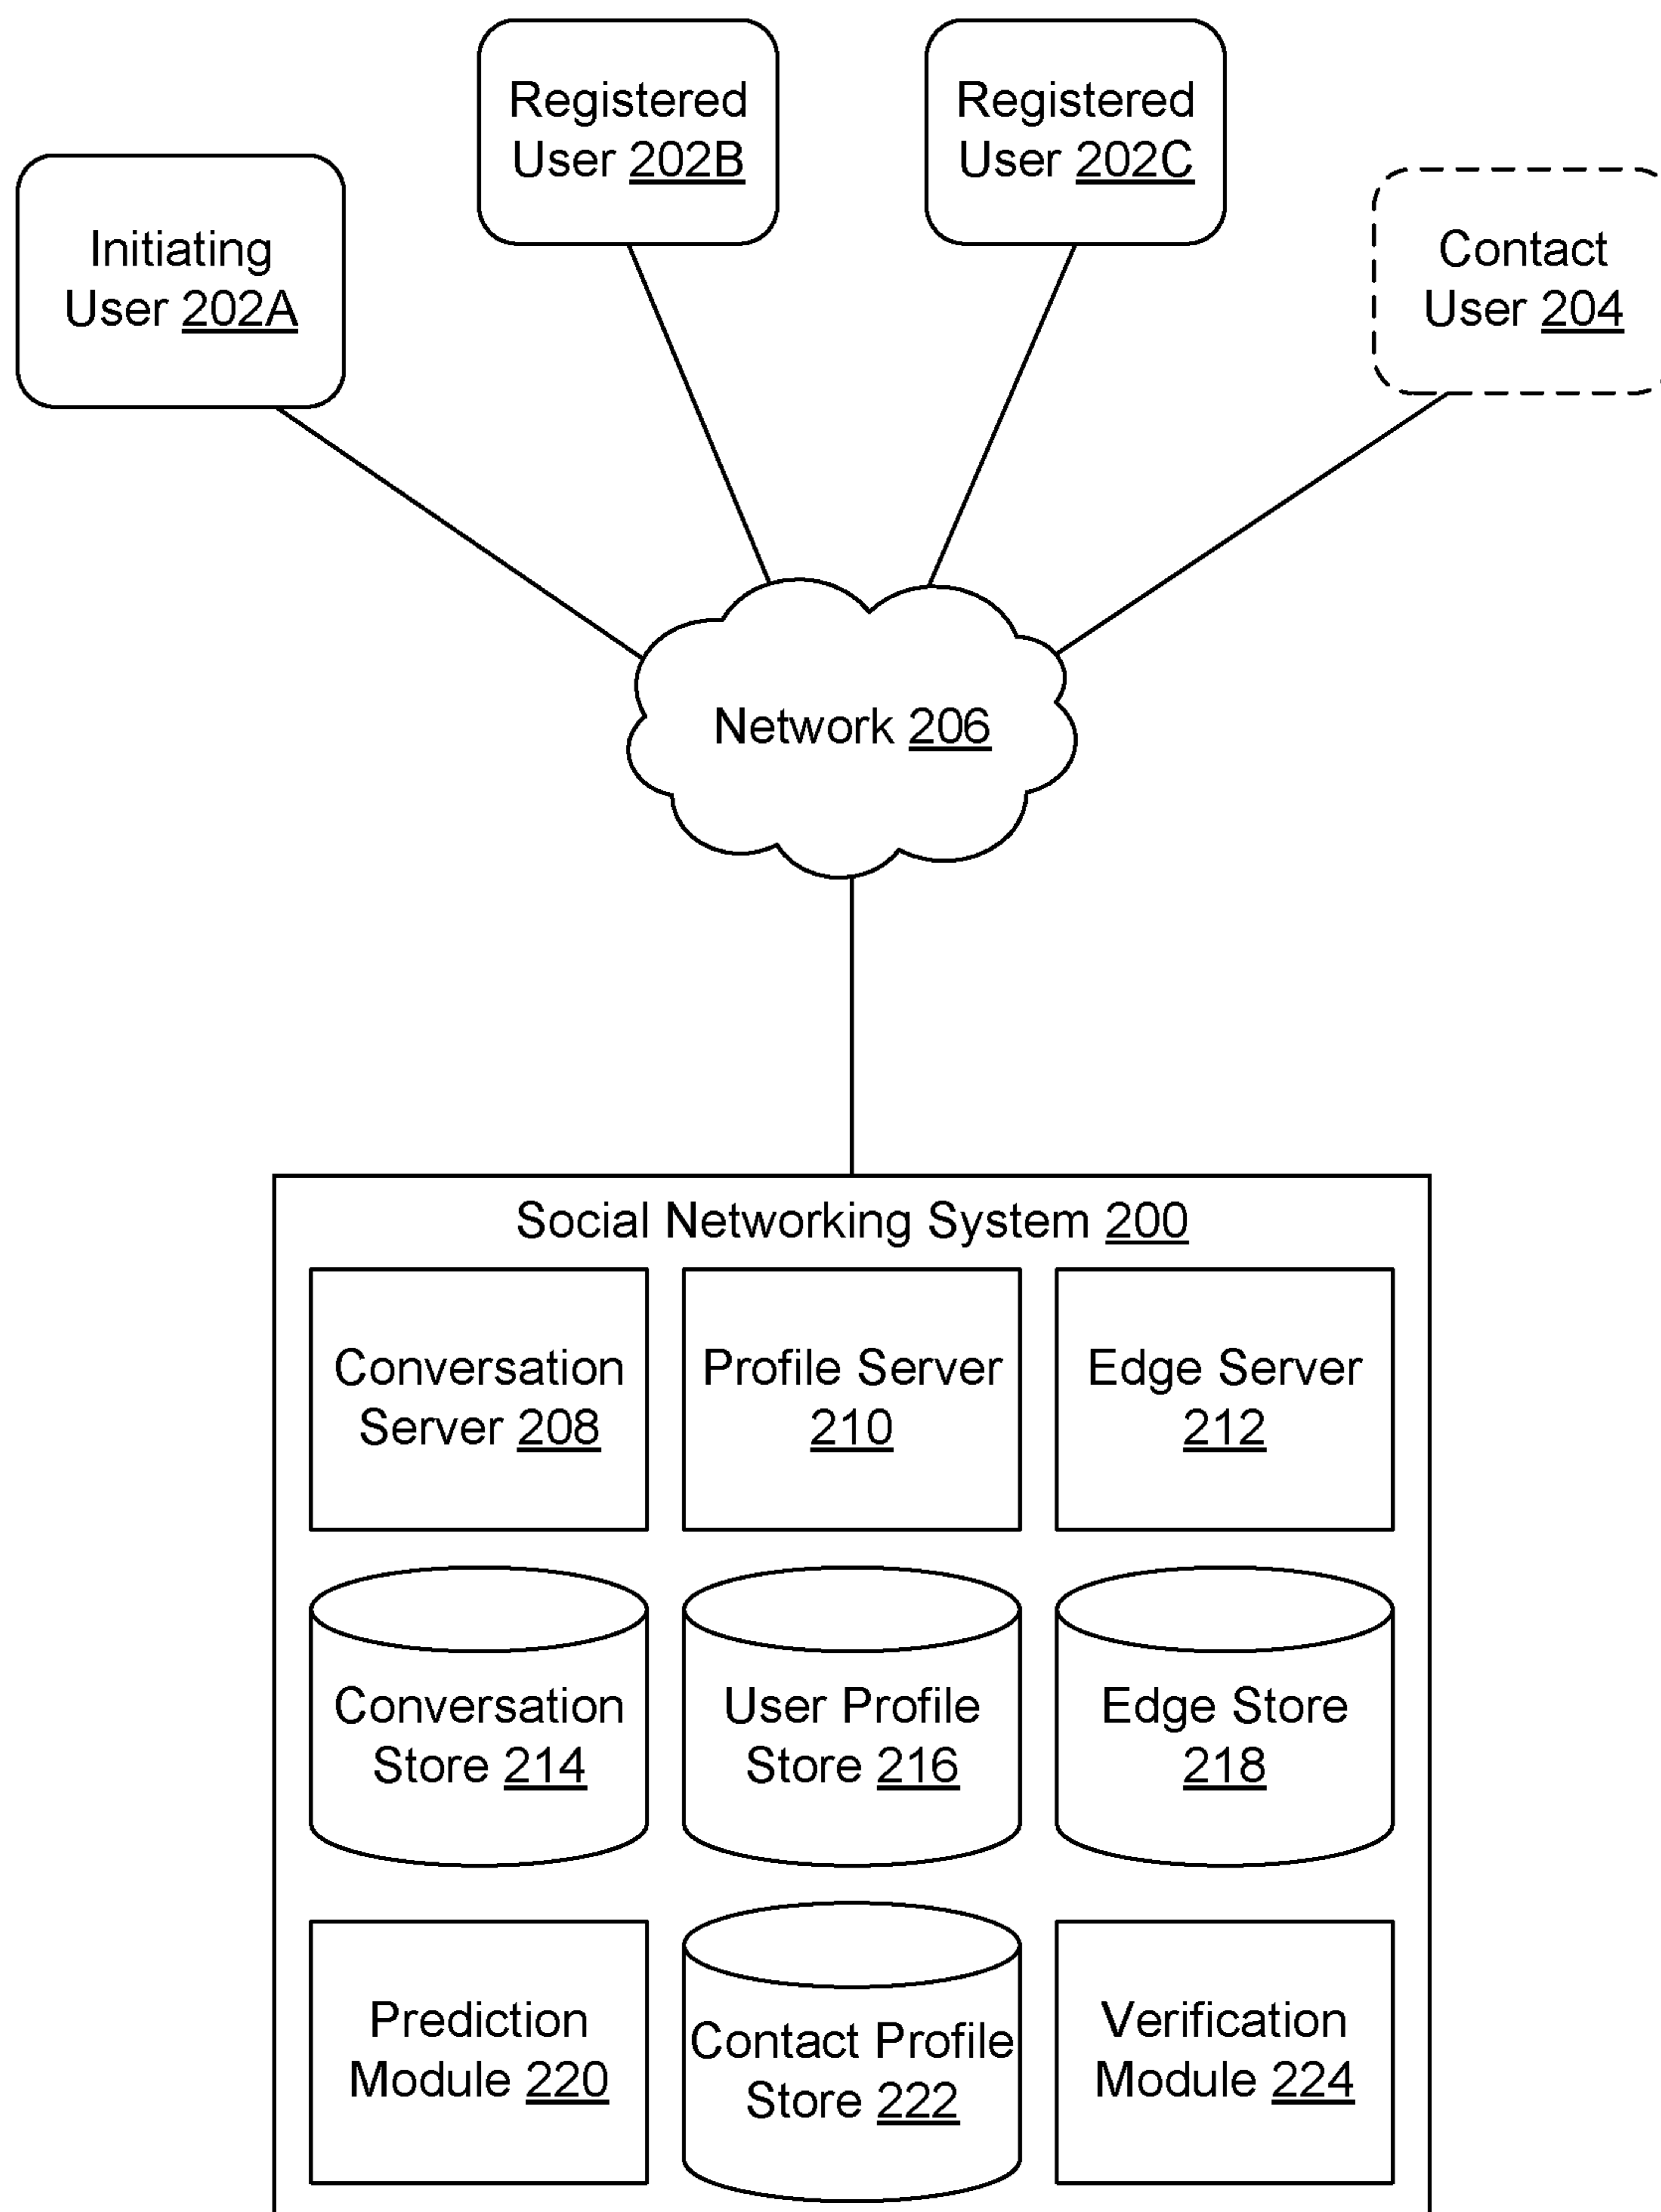 Registered
User 202B
Registered
User 202C
Initiating
User 202A
Contact
User 204
Network 206
Social Networking System 200
Conversation
Server 208
Profile Server
210
Edge Server
212
Conversation
Store 214
User Profile
Store 216
Edge Store
218
Prediction
Module 220
Contact Profile
Store 222
Verification
Module 224